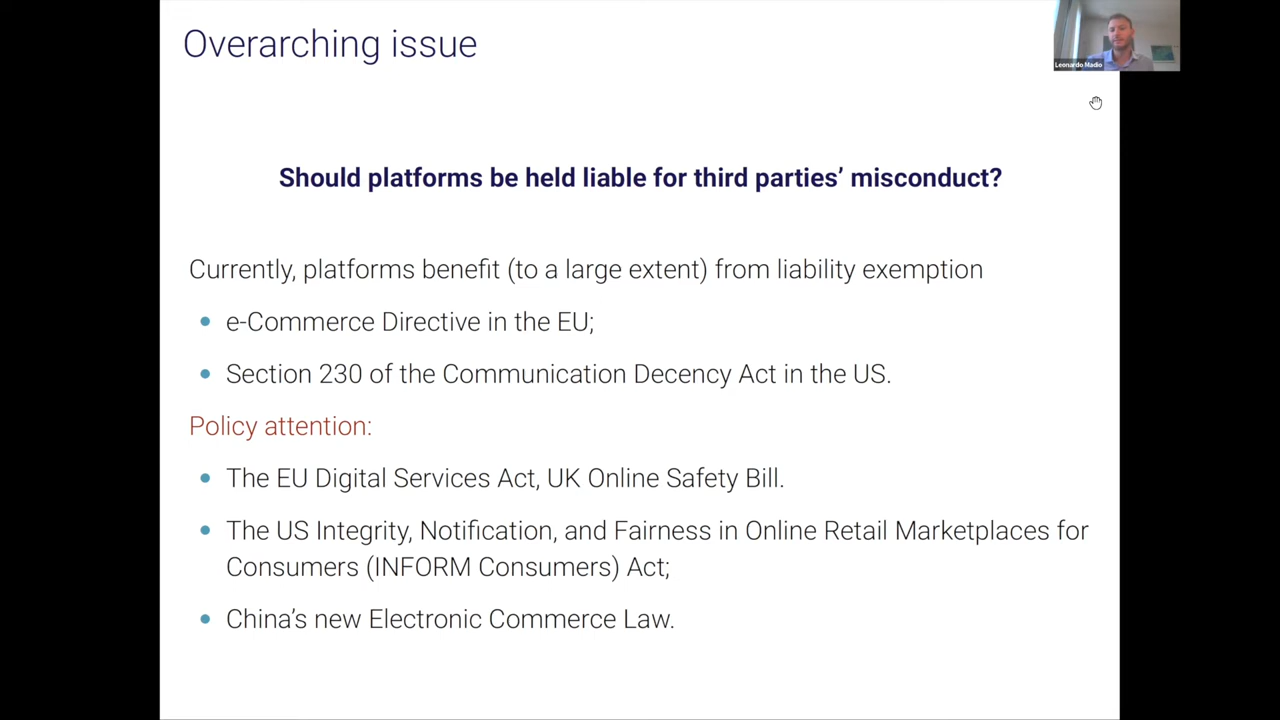 Overarching issue
Leonardo Madio
Should platforms be held liable for third parties’ misconduct?
Currently, platforms benefit (to a large extent) from liability exemption
• e-Commerce Directive in the EU;
• Section 230 of the Communication Decency Act in the US.
Policy attention:
• The EU Digital Services Act, UK Online Safety Bill.
• The US Integrity, Notification, and Fairness in Online Retail Marketplaces for
Consumers (INFORM Consumers) Act;
• China’s new Electronic Commerce Law.